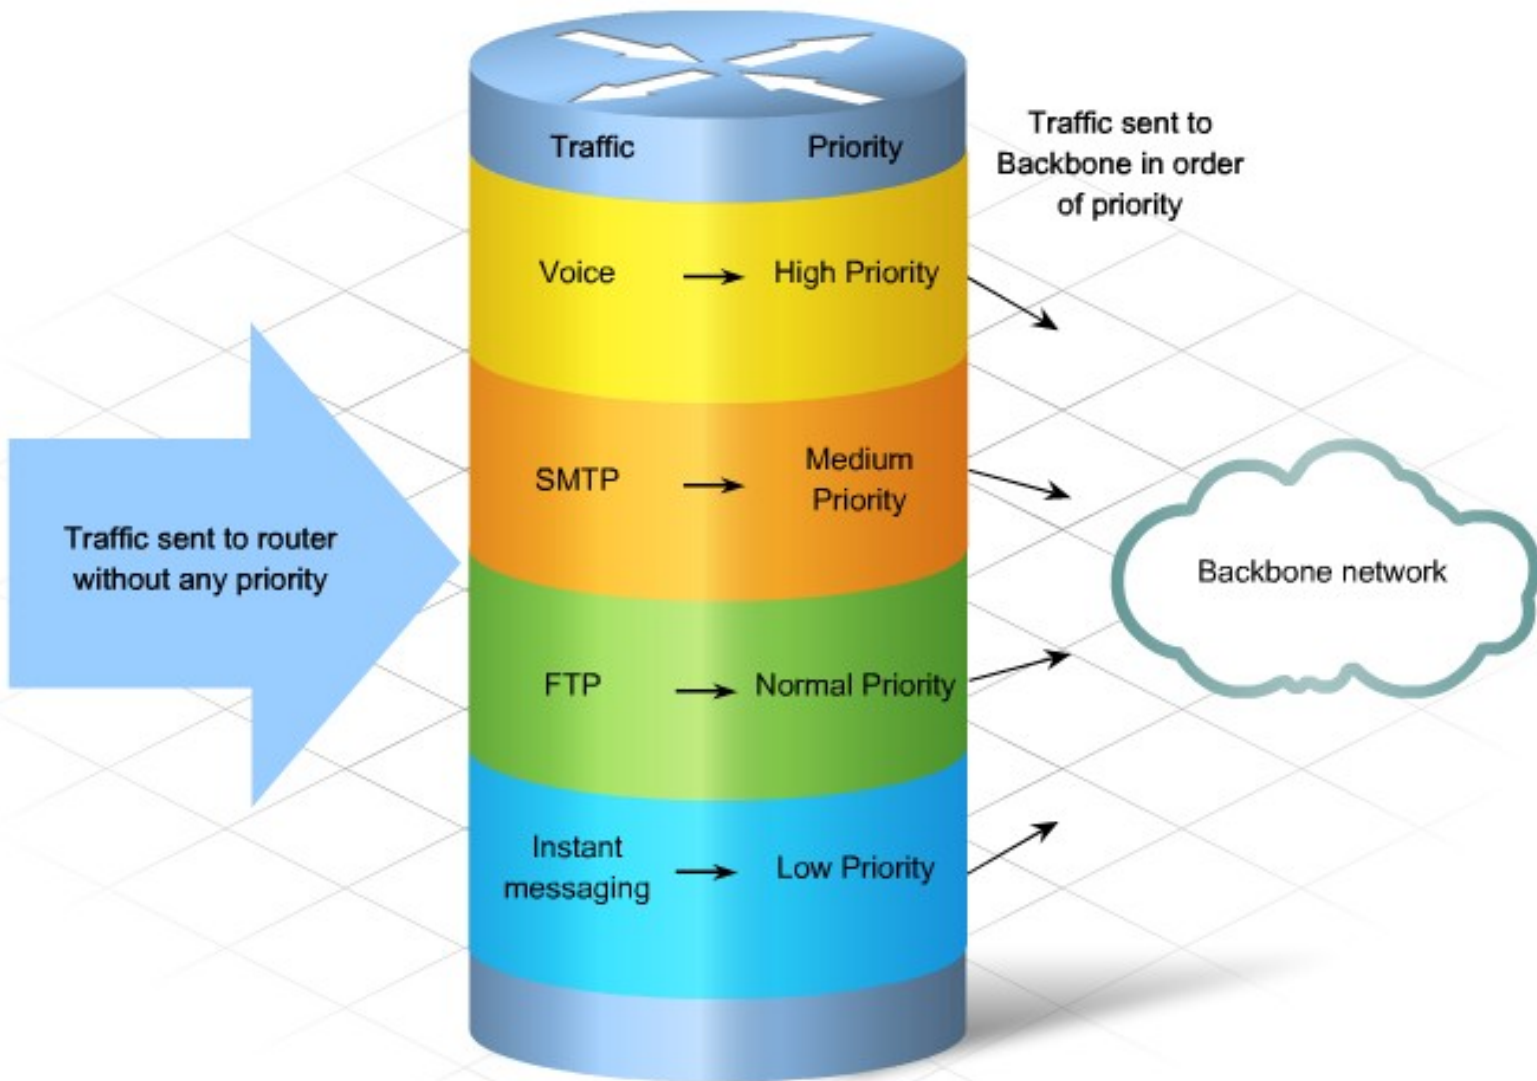 Traffic
Priority
Traffic sent to
Backbone in order
of priority
Voice
High Priority
SMTP
Medium
Priority
Traffic sent to router
without any priority
Backbone network
FTP
Normal Priority
Instant
messaging
Low Priority